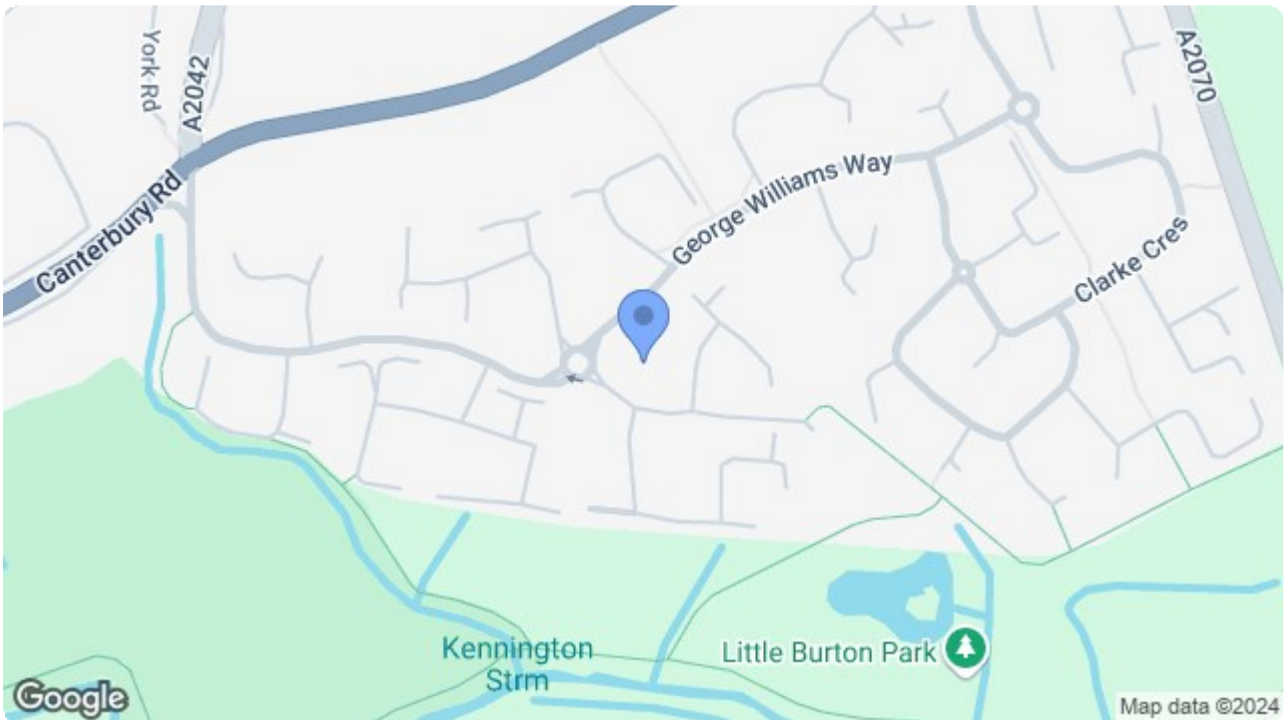 York Rd
A2042
A2070
Canterbury Rd
George Williams Way
Clarke Cres
Kennington
Strm
Little Burton Park
Google
Map data ©2024